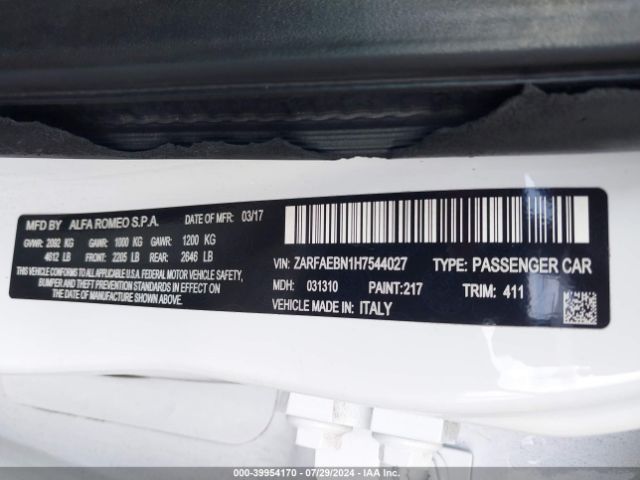 MFD BY ALFA ROMEO S.P.A. DATE OF MFR: 03/17
GVWR: 2092 KG GAWR: 1000 KG GAWR: 1200 KG
4612 LB FRONT: 2205 LB REAR: 2646 LB
THIS VEHICLE CONFORMS TO ALL APPLICABLE U.S.A. FEDERAL MOTOR VEHICLE SAFETY,
BUMPER AND THEFT PREVENTION STANDARDS IN EFFECT ON
THE DATE OF MANUFACTURE SHOWN ABOVE.
VIN: ZARFAEBN1H7544027 TYPE: PASSENGER CAR
MDH: 031310 PAINT:217 TRIM: 411
VEHICLE MADE IN: ITALY
000-39954170 - 07/29/2024 - IAA Inc.